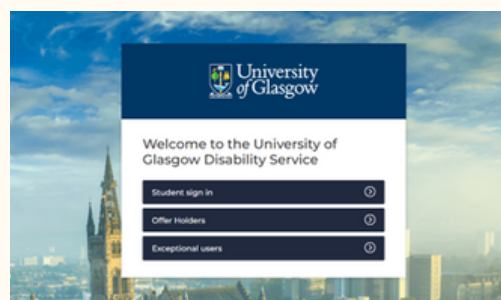 University
of Glasgow
Welcome to the University of
Glasgow Disability Service
Student sign in
Offer Holders
Exceptional users